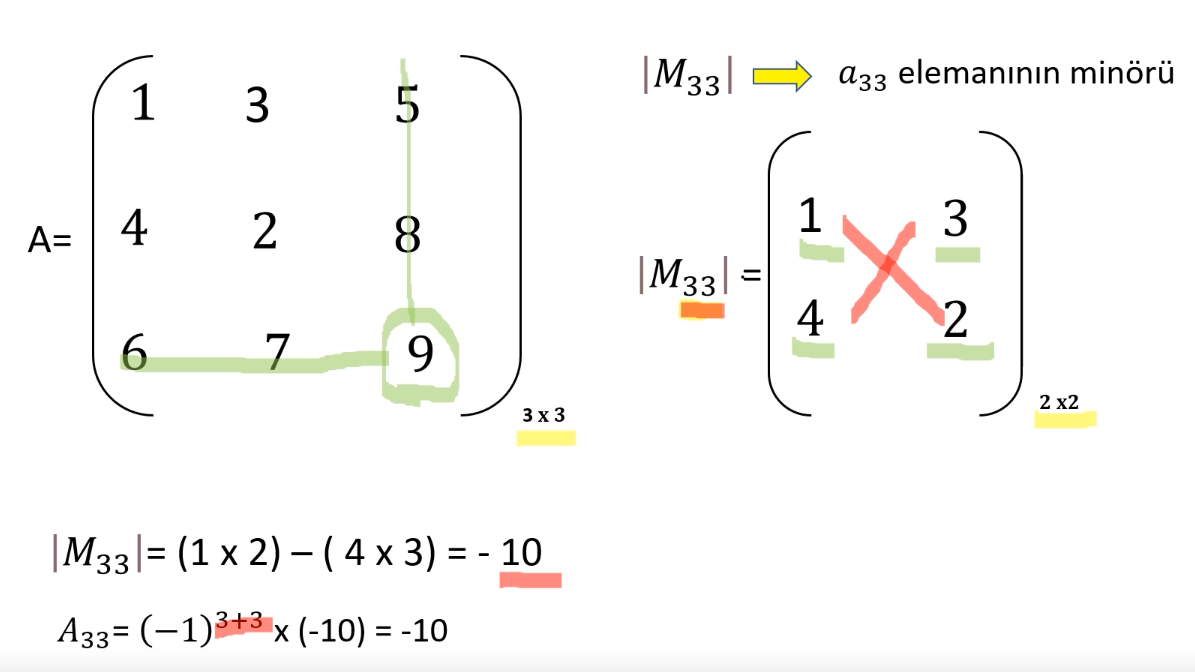 A=
1 3 5
4 2 8
6 7 9
3 x 3
|M₃₃| a₃₃ elemanının minörü
|M₃₃| =
1 3
4 2
2 x2
|M₃₃|= (1 x 2) – ( 4 x 3) = - 10
A₃₃= (−1)³⁺³ x (-10) = -10